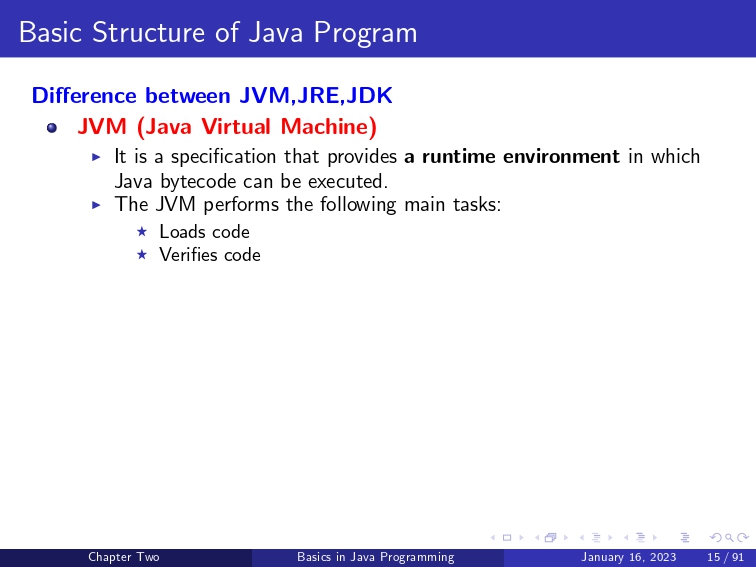 Basic Structure of Java Program
Difference between JVM,JRE,JDK
JVM (Java Virtual Machine)
It is a specification that provides a runtime environment in which
Java bytecode can be executed.
The JVM performs the following main tasks:
Loads code
Verifies code
Chapter Two
Basics in Java Programming
January 16, 2023
15 / 91